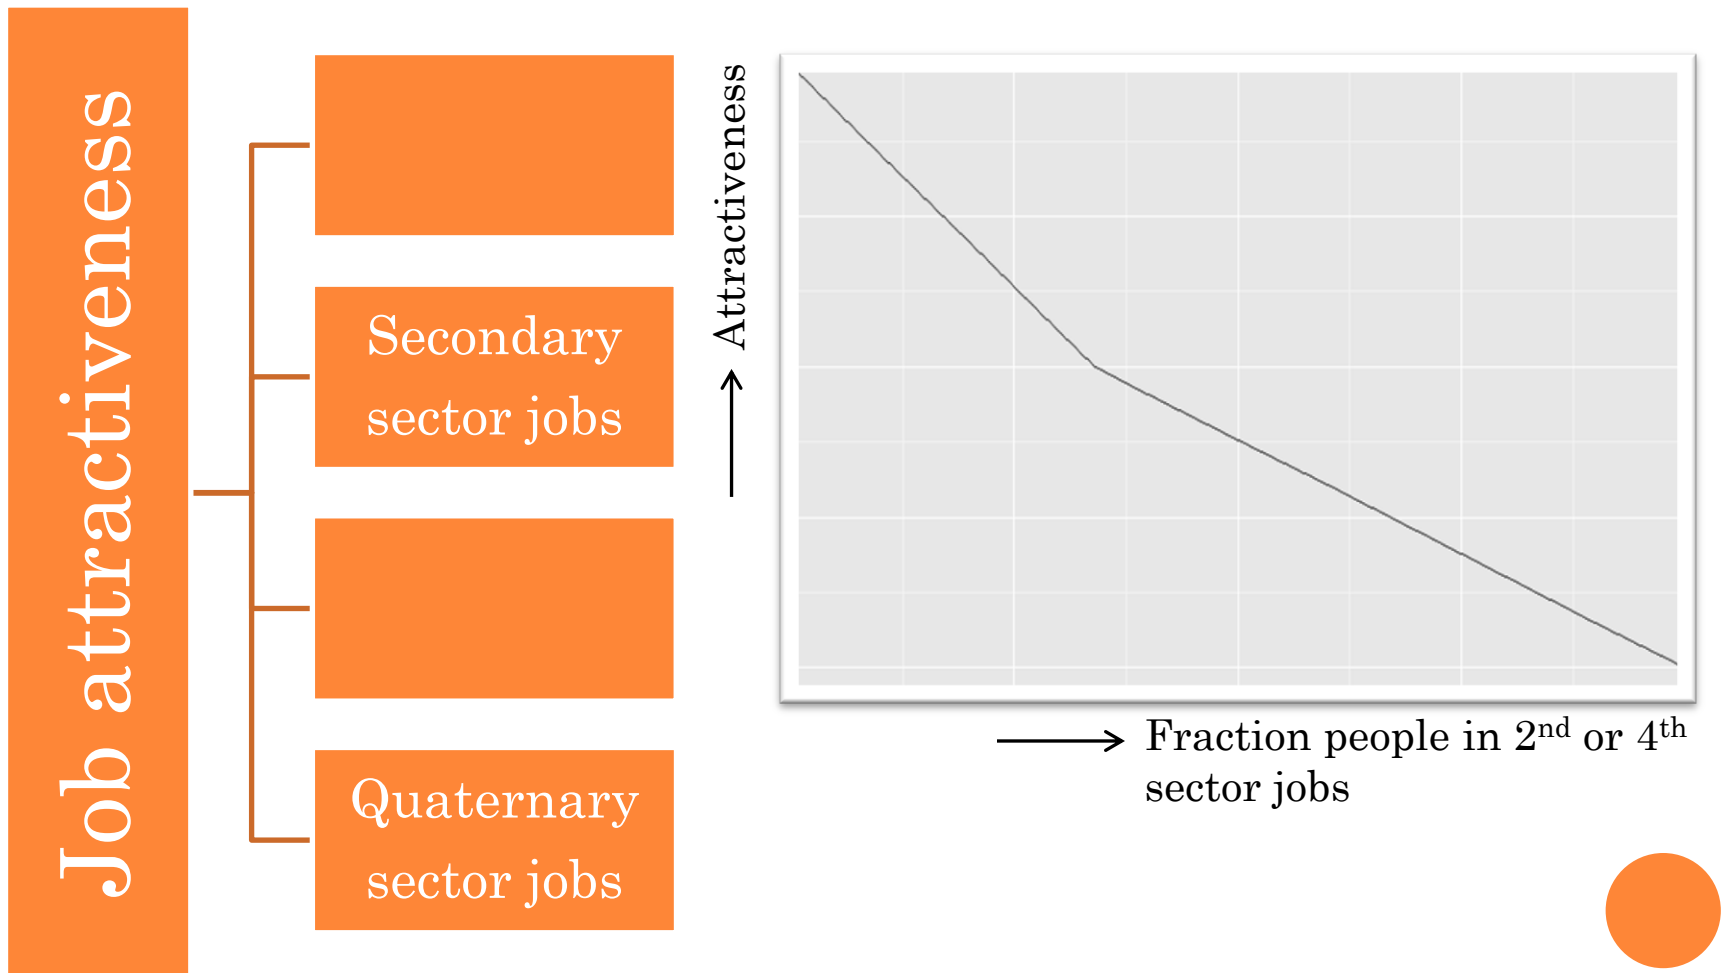 Job attractiveness
Secondary
sector jobs
Quaternary
sector jobs
Attractiveness
Fraction people in 2nd or 4th
sector jobs